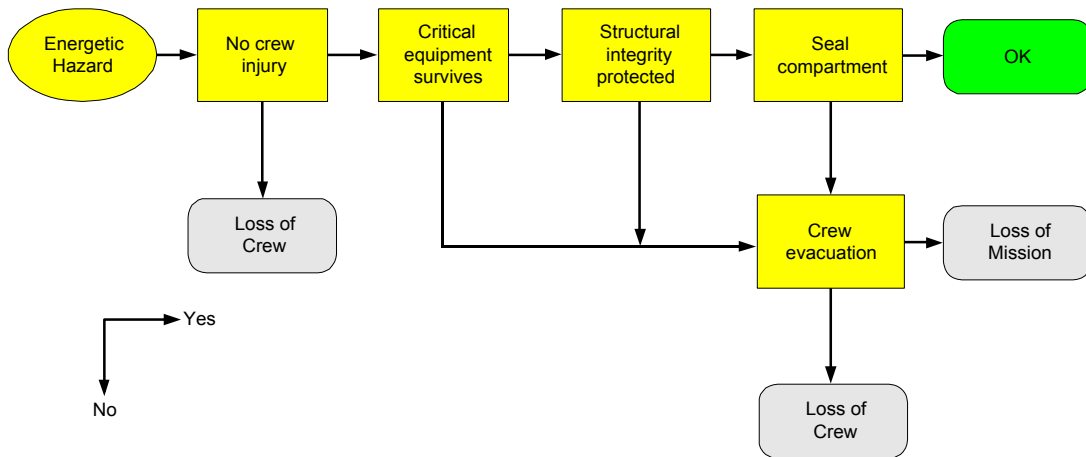 Energetic
Hazard
No crew
injury
Critical
equipment
survives
Structural
integrity
protected
Seal
compartment
OK
Loss of
Crew
Crew
evacuation
Loss of
Mission
Yes
No
Loss of
Crew